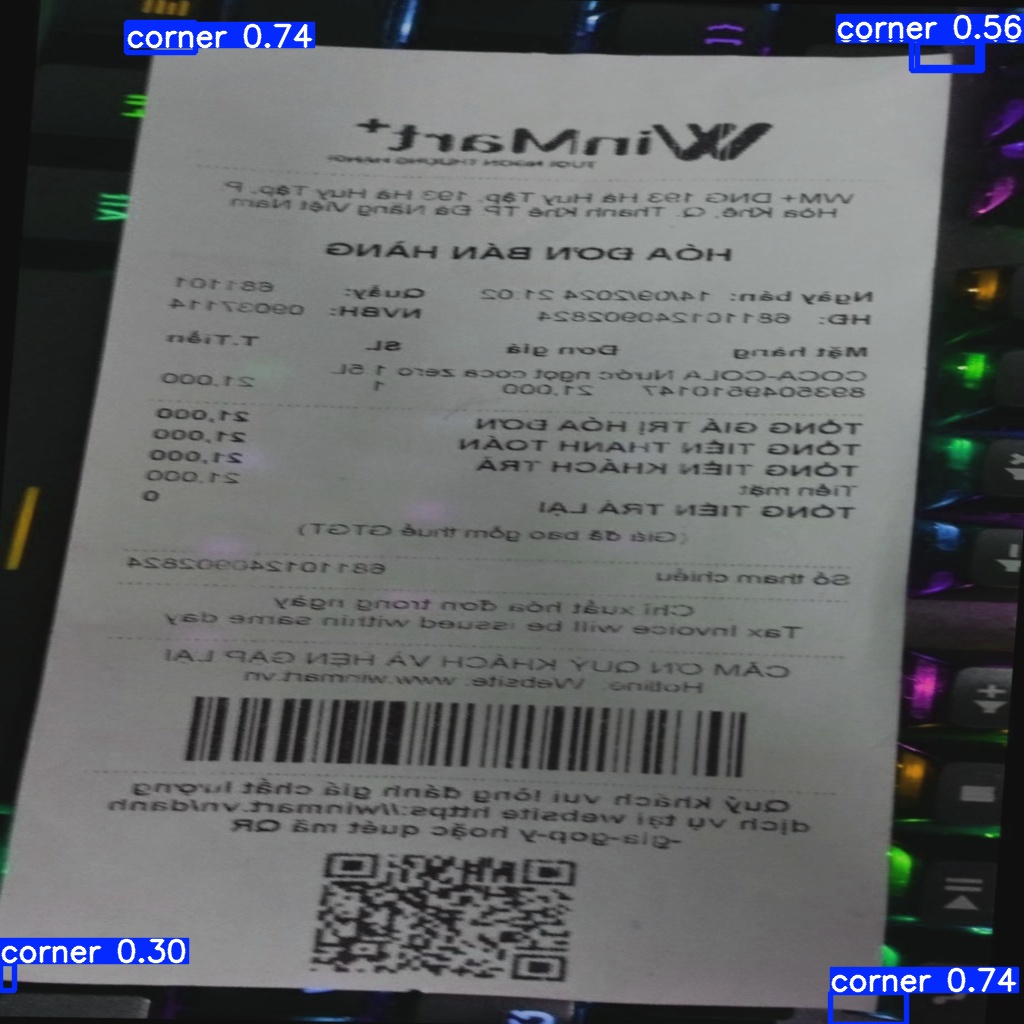 corner 0.74
corner 0.56
WinMart+
TƯƠI NGON THƯỢNG HẠNG
WM+ DNG 193 Hà Huy Tập, 193 Hà Huy Tập, P.
Hòa Khê, Q. Thanh Khê TP Đà Nẵng Việt Nam
HÓA ĐƠN BÁN HÀNG
Ngày bán: 14/09/2024 21:02 Quầy: 681101
HĐ: 681101240902824 NVBH: 09037114
Mặt hàng Đơn giá SL T.Tiền
COCA-COLA Nước ngọt coca zero 1.5L
8935049510147 21.000 1 21.000
TỔNG GIÁ TRỊ HÓA ĐƠN 21.000
TỔNG TIỀN THANH TOÁN 21.000
TỔNG TIỀN KHÁCH TRẢ 21.000
Tiền mặt 21.000
TỔNG TIỀN TRẢ LẠI 0
(Giá đã bao gồm thuế GTGT)
Số tham chiếu 681101240902824
Chỉ xuất hóa đơn trong ngày
Tax Invoice will be issued within same day
CẢM ƠN QUÝ KHÁCH VÀ HẸN GẶP LẠI
Hotline: Website: www.winmart.vn
Quý khách vui lòng đánh giá chất lượng
dịch vụ tại website https://winmart.vn/danh
-gia-gop-y hoặc quét mã QR
corner 0.30
corner 0.74